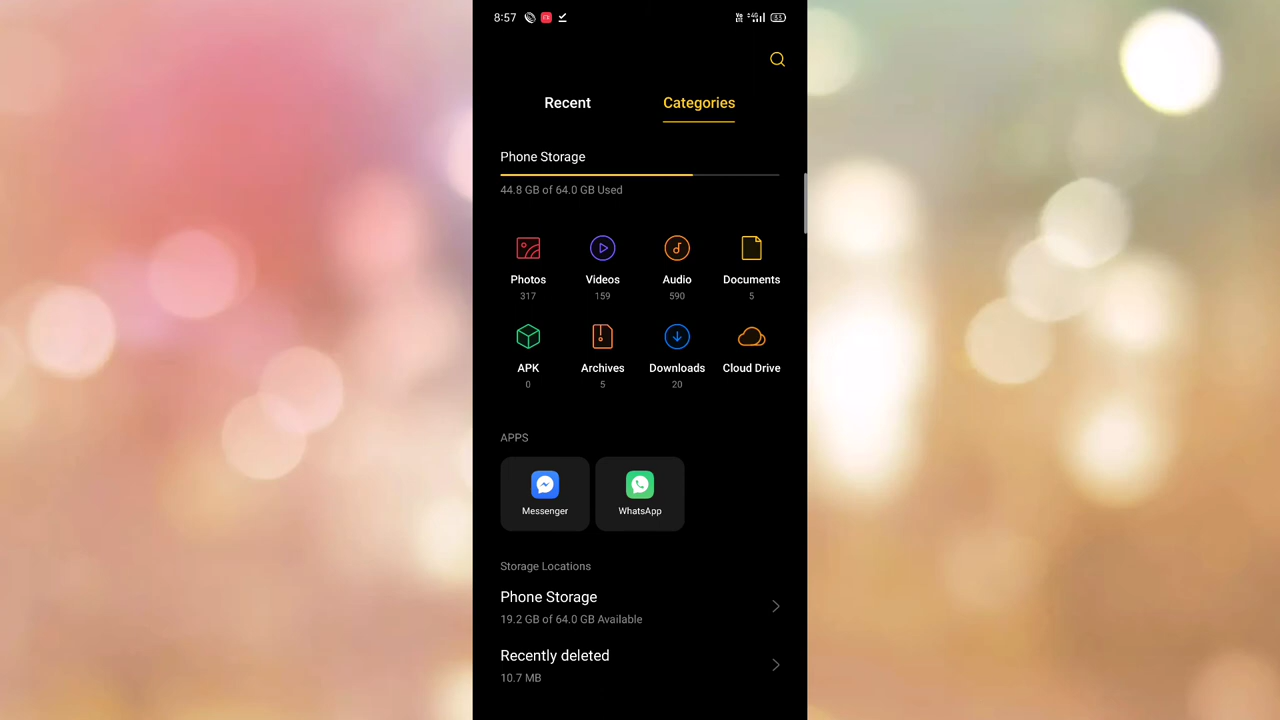 8:57
Recent Categories
Phone Storage
44.8 GB of 64.0 GB Used
Photos Videos Audio Documents
317 159 590 5
APK Archives Downloads Cloud Drive
0 5 20
APPS
Messenger WhatsApp
Storage Locations
Phone Storage
19.2 GB of 64.0 GB Available
Recently deleted
10.7 MB